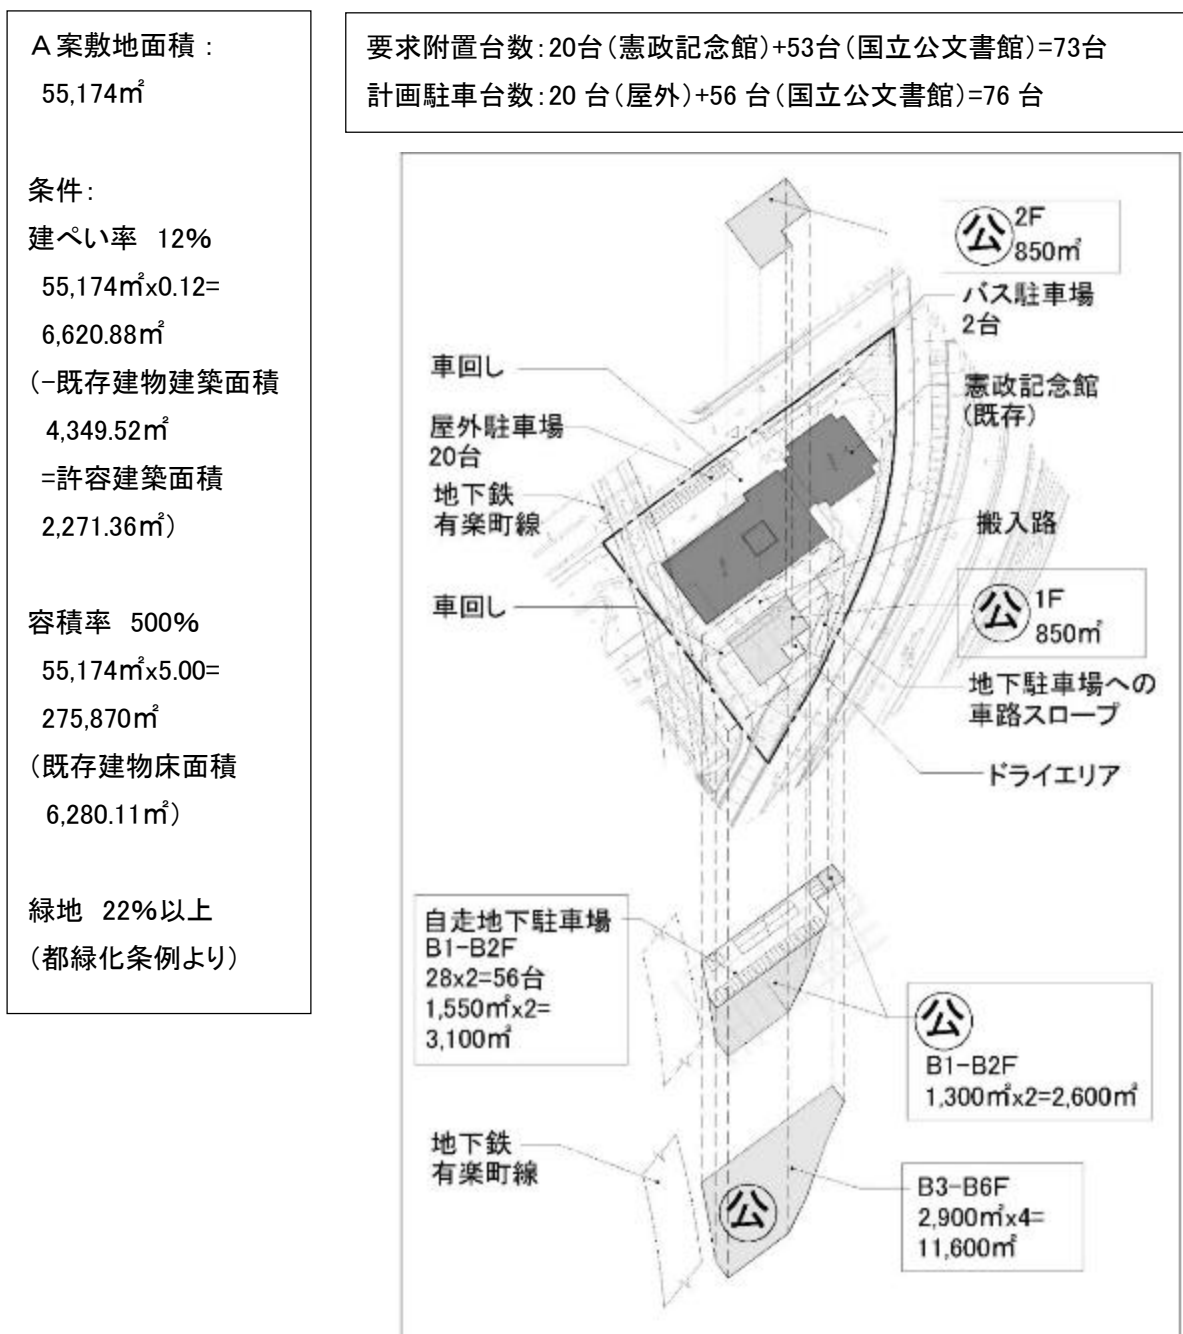 A案敷地面積：
55,174㎡
条件：
建ぺい率 12%
55,174㎡x0.12=
6,620.88㎡
(-既存建物建築面積
4,349.52㎡
=許容建築面積
2,271.36㎡)
容積率 500%
55,174㎡x5.00=
275,870㎡
(既存建物床面積
6,280.11㎡)
緑地 22%以上
(都緑化条例より)
要求附置台数：20台(憲政記念館)+53台(国立公文書館)=73台
計画駐車台数：20 台(屋外)+56 台(国立公文書館)=76 台
公 2F
850㎡
バス駐車場
2台
車回し
憲政記念館
(既存)
屋外駐車場
20台
地下鉄
有楽町線
搬入路
車回し
公 1F
850㎡
地下駐車場への
車路スロープ
ドライエリア
自走地下駐車場
B1-B2F
28x2=56台
1,550㎡x2=
3,100㎡
公
B1-B2F
1,300㎡x2=2,600㎡
地下鉄
有楽町線
公
B3-B6F
2,900㎡x4=
11,600㎡